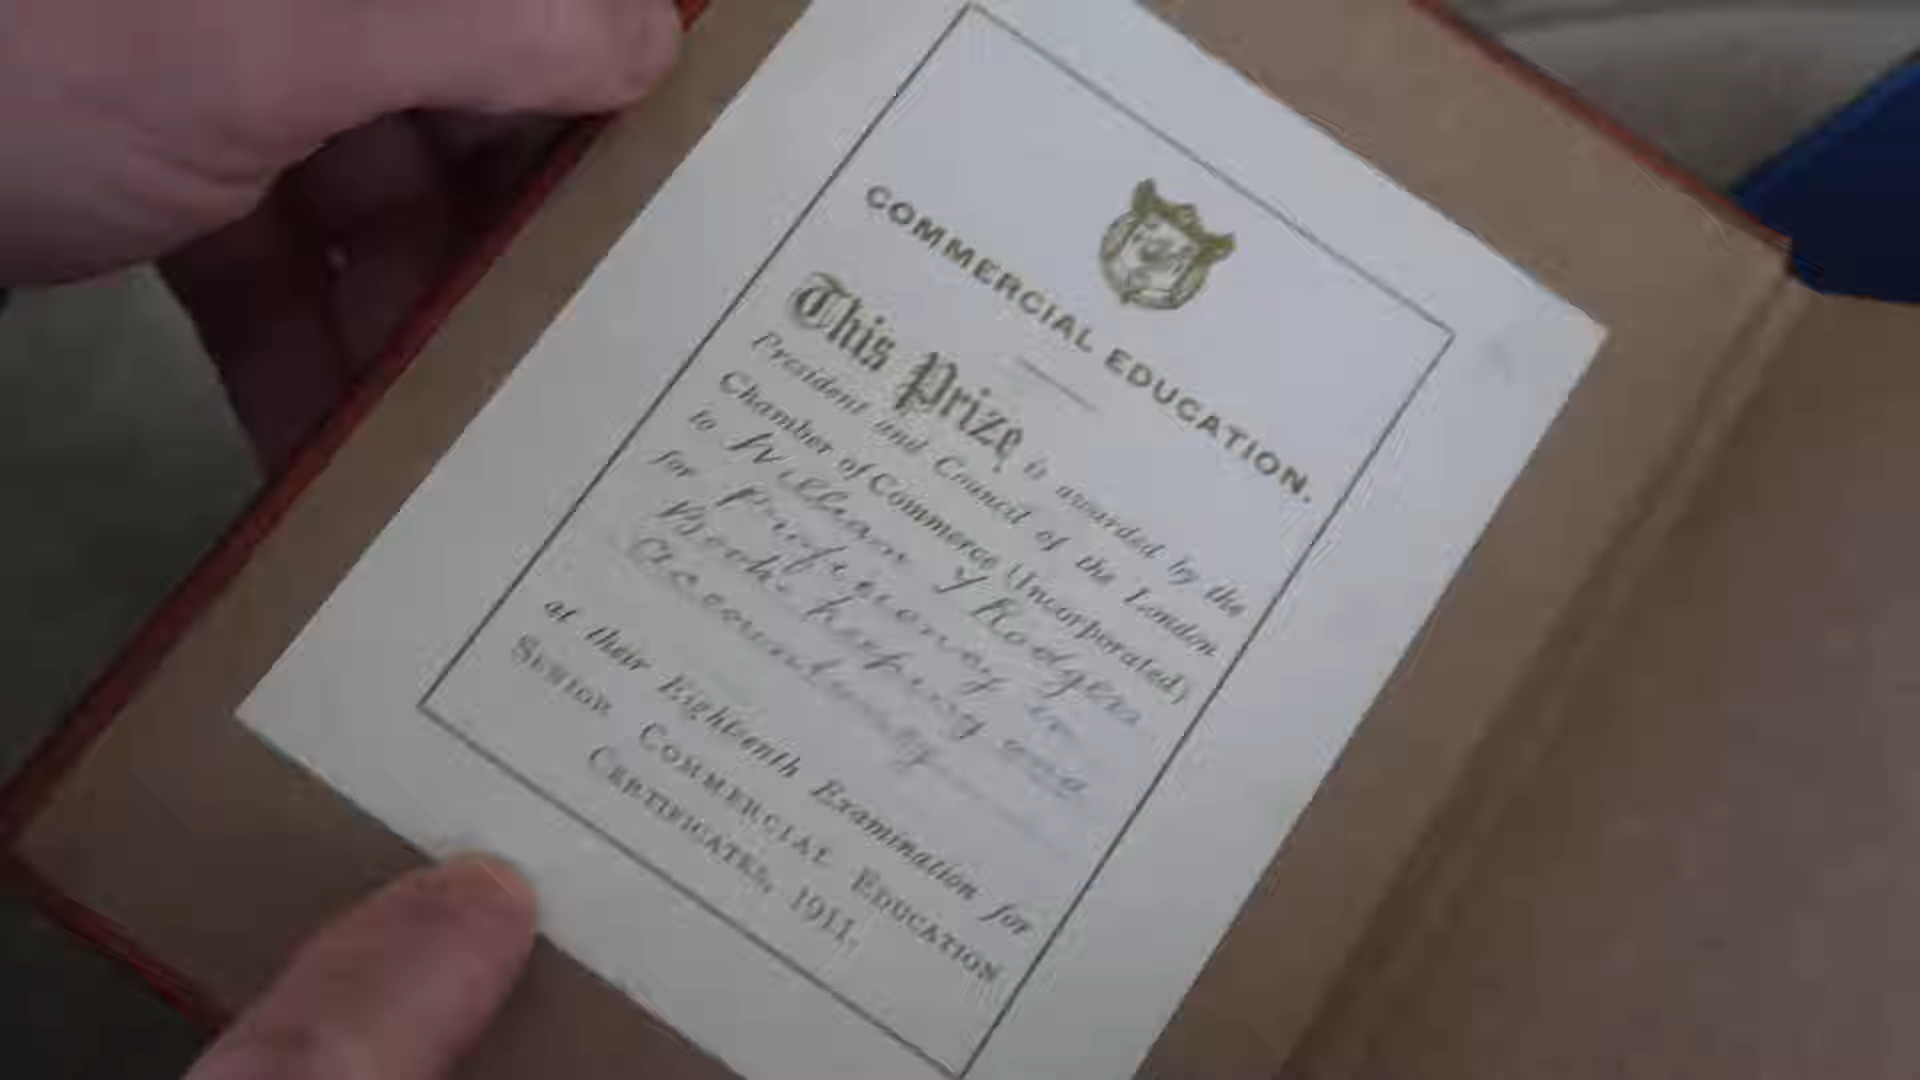 COMMERCIAL EDUCATION.
This Prize is awarded by the
President and Council of the London
Chamber of Commerce (Incorporated)
to William Y Rodgers
for proficiency in
Book-keeping and
Accountancy
at their Eighteenth Examination for
SENIOR COMMERCIAL EDUCATION
CERTIFICATES, 1911.